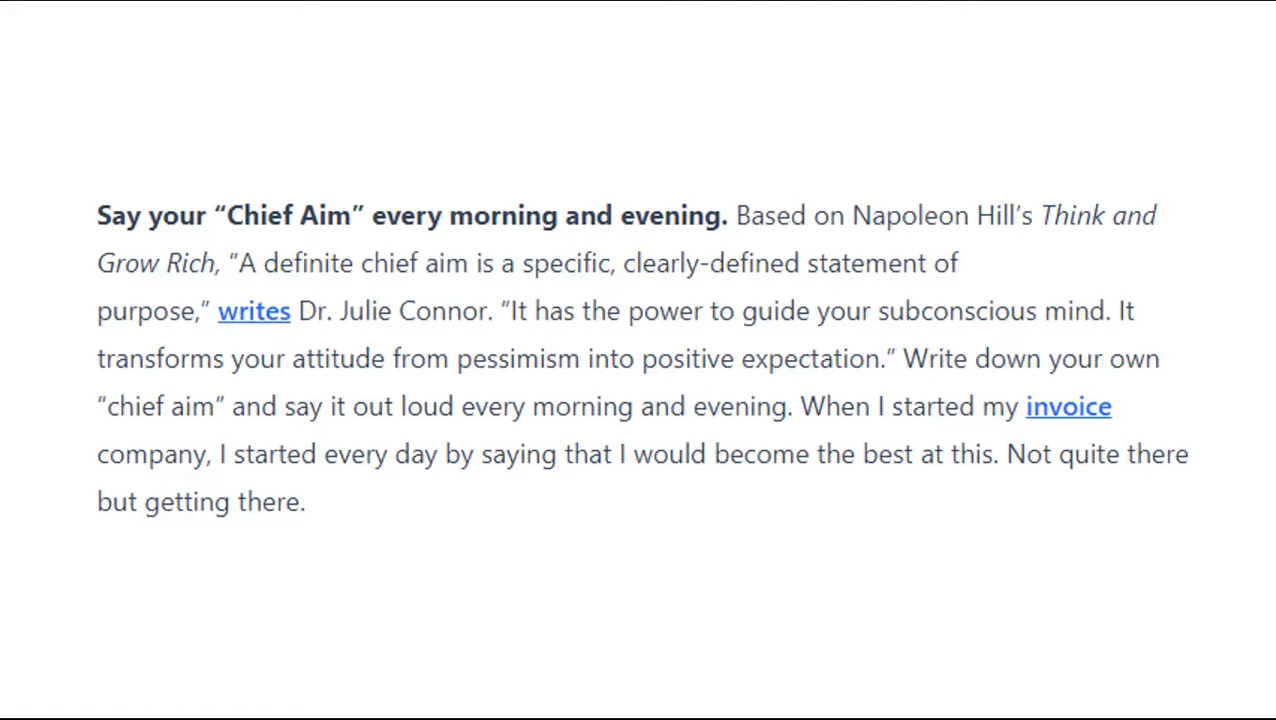 Say your “Chief Aim” every morning and evening. Based on Napoleon Hill’s Think and
Grow Rich, “A definite chief aim is a specific, clearly-defined statement of
purpose,” writes Dr. Julie Connor. “It has the power to guide your subconscious mind. It
transforms your attitude from pessimism into positive expectation.” Write down your own
“chief aim” and say it out loud every morning and evening. When I started my invoice
company, I started every day by saying that I would become the best at this. Not quite there
but getting there.